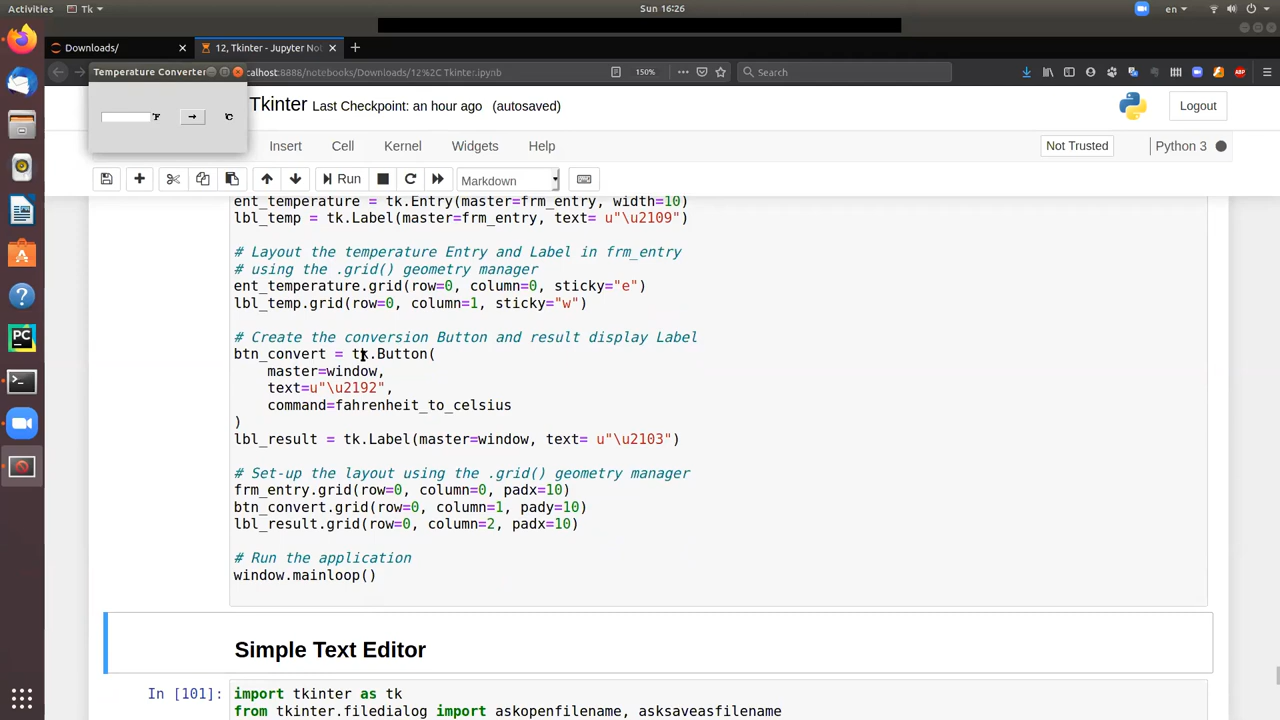 Activities
Tk
Sun 16:26
en
Downloads/
12, Tkinter - Jupyter No
Temperature Converter
calhost:8888/notebooks/Downloads/12%2C Tkinter.ipynb
150%
Search
°F
→
°C
Tkinter Last Checkpoint: an hour ago (autosaved)
Logout
Insert
Cell
Kernel
Widgets
Help
Not Trusted
Python 3
Run
Markdown
ent_temperature = tk.Entry(master=frm_entry, width=10)
lbl_temp = tk.Label(master=frm_entry, text= u"\u2109")
# Layout the temperature Entry and Label in frm_entry
# using the .grid() geometry manager
ent_temperature.grid(row=0, column=0, sticky="e")
lbl_temp.grid(row=0, column=1, sticky="w")
# Create the conversion Button and result display Label
btn_convert = tk.Button(
master=window,
text=u"\u2192",
command=fahrenheit_to_celsius
)
lbl_result = tk.Label(master=window, text= u"\u2103")
# Set-up the layout using the .grid() geometry manager
frm_entry.grid(row=0, column=0, padx=10)
btn_convert.grid(row=0, column=1, pady=10)
lbl_result.grid(row=0, column=2, padx=10)
# Run the application
window.mainloop()
Simple Text Editor
In [101]:
import tkinter as tk
from tkinter.filedialog import askopenfilename, asksaveasfilename